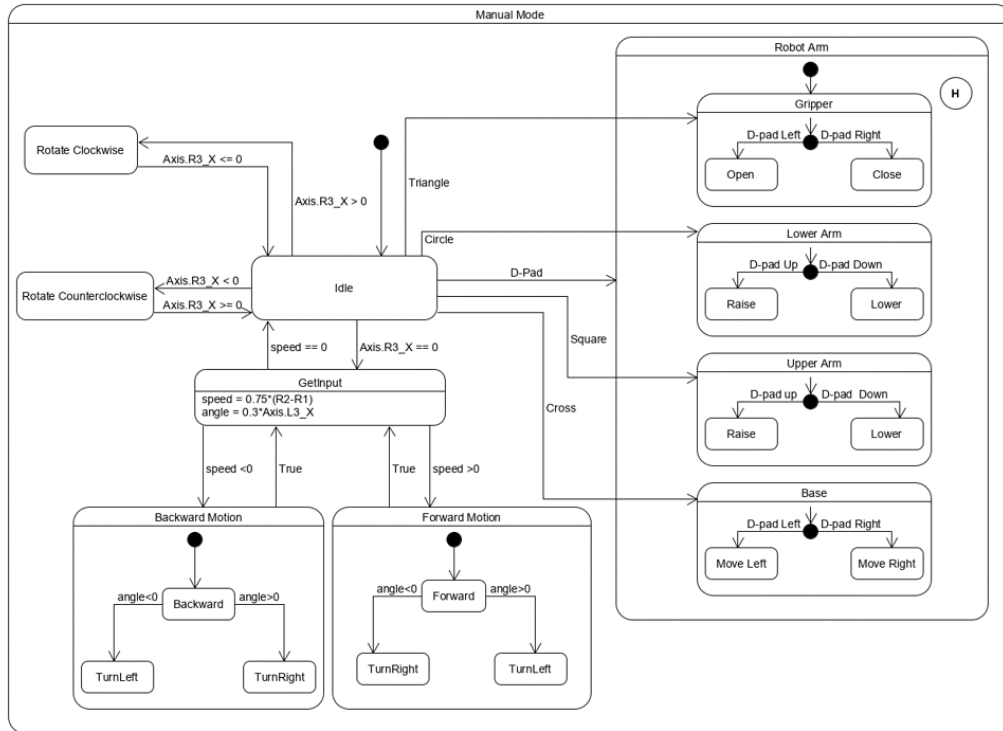 Manual Mode
Robot Arm
H
Gripper
D-pad Left
D-pad Right
Open
Close
Rotate Clockwise
Axis.R3_X <= 0
Axis.R3_X > 0
Triangle
Circle
D-Pad
Square
Cross
Lower Arm
D-pad Up
D-pad Down
Raise
Lower
Rotate Counterclockwise
Axis.R3_X < 0
Axis.R3_X >= 0
Idle
speed == 0
Axis.R3_X == 0
GetInput
speed = 0.75*(R2-R1)
angle = 0.3*Axis.L3_X
Upper Arm
D-pad up
D-pad Down
Raise
Lower
speed <0
True
True
speed >0
Base
D-pad Left
D-pad Right
Move Left
Move Right
Backward Motion
angle<0
Backward
angle>0
TurnLeft
TurnRight
Forward Motion
angle<0
Forward
angle>0
TurnRight
TurnLeft